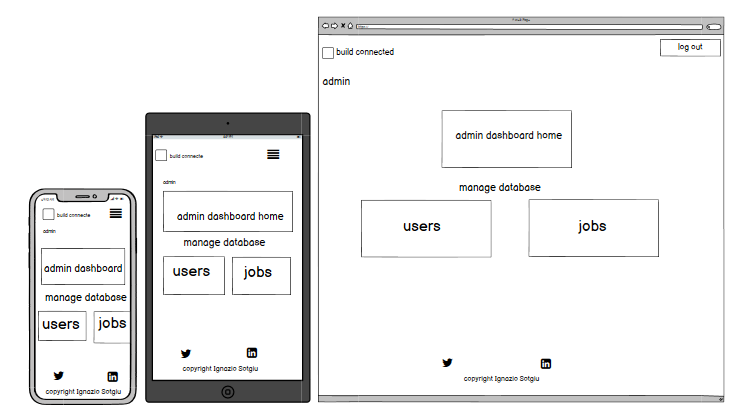 build connecte
admin
admin dashboard
manage database
users
jobs
copyright Ignazio Sotgiu
build cnnecte
admin
admin dashboard home
manage database
users
jobs
copyright Ignazio Sotgiu
build connected
log out
admin
admin dashboard home
manage database
users
jobs
copyright Ignazio Sotgiu